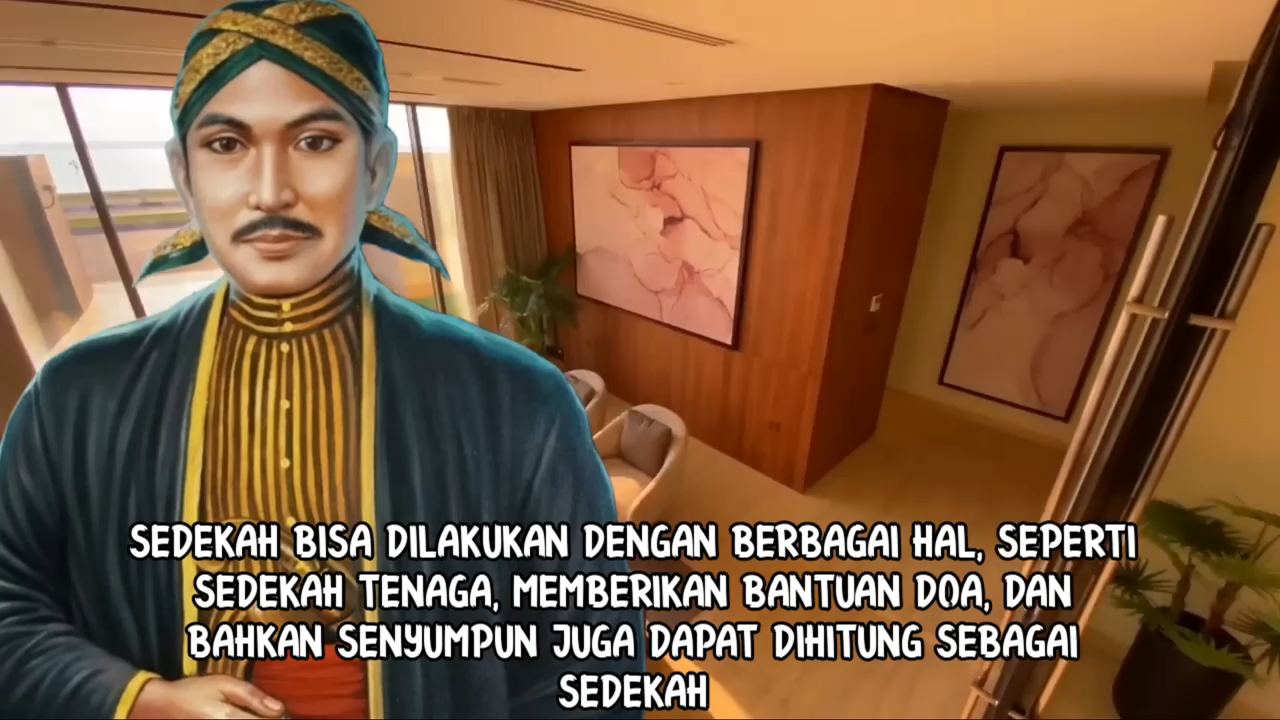 SEDEKAH BISA DILAKUKAN DENGAN BERBAGAI HAL, SEPERTI
SEDEKAH TENAGA, MEMBERIKAN BANTUAN DOA, DAN
BAHKAN SENYUMPUN JUGA DAPAT DIHITUNG SEBAGAI
SEDEKAH